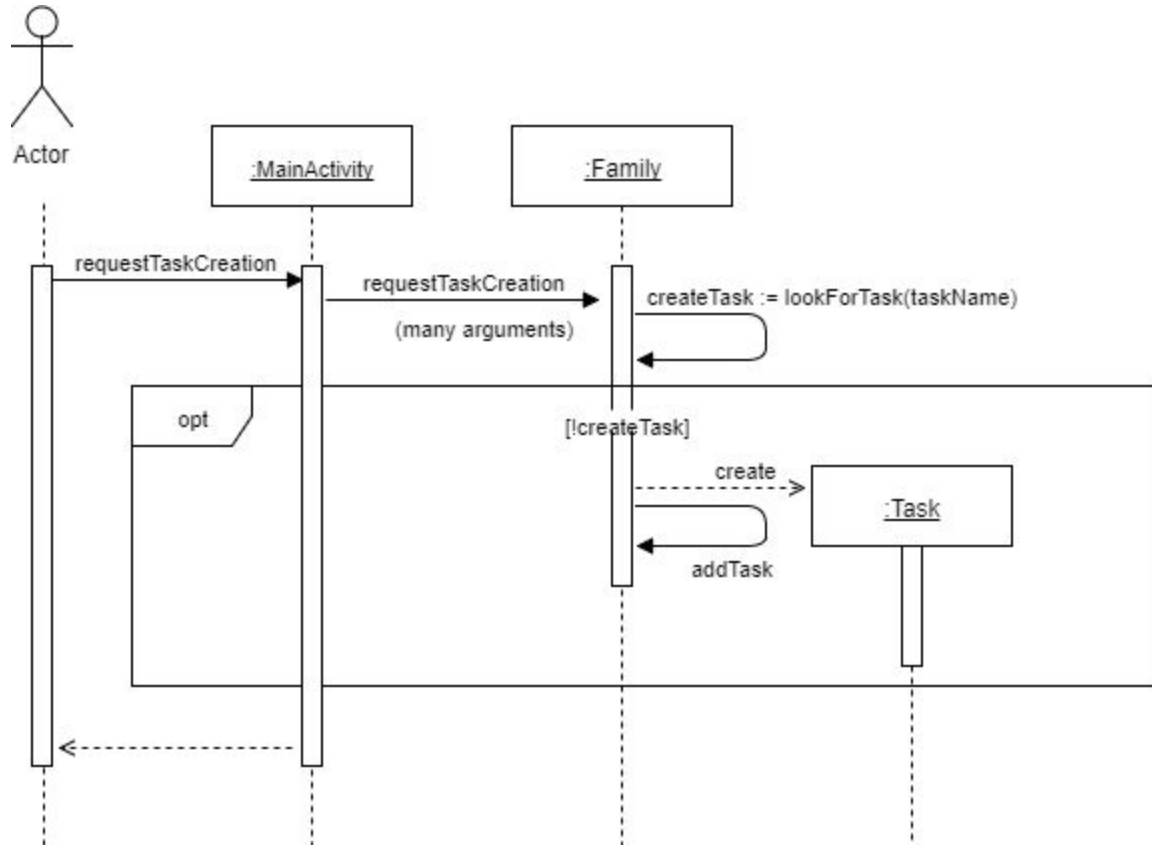 Actor
:MainActivity
:Family
requestTaskCreation
requestTaskCreation
(many arguments)
createTask := lookForTask(taskName)
opt
[!createTask]
create
:Task
addTask